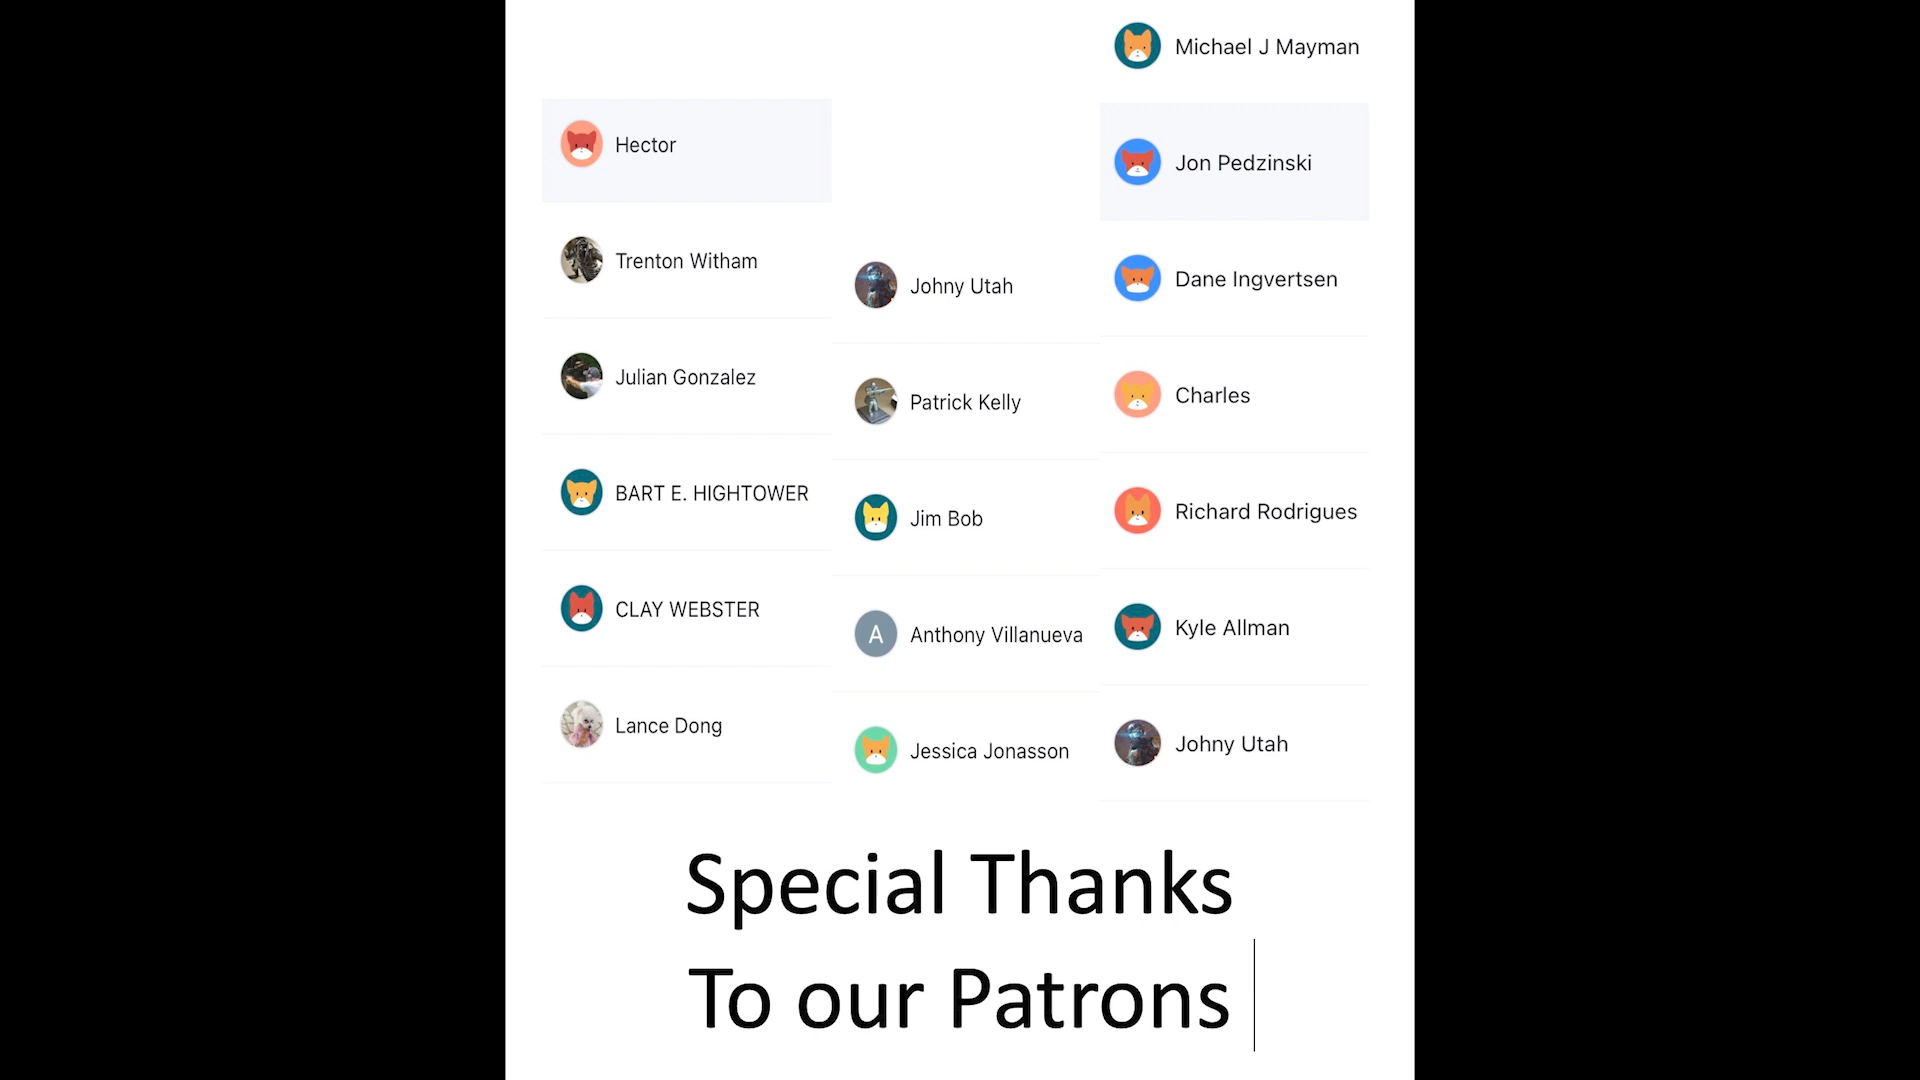 Hector
Trenton Witham
Julian Gonzalez
BART E. HIGHTOWER
CLAY WEBSTER
Lance Dong
Johny Utah
Patrick Kelly
Jim Bob
A
Anthony Villanueva
Jessica Jonasson
Michael J Mayman
Jon Pedzinski
Dane Ingvertsen
Charles
Richard Rodrigues
Kyle Allman
Johny Utah
Special Thanks
To our Patrons